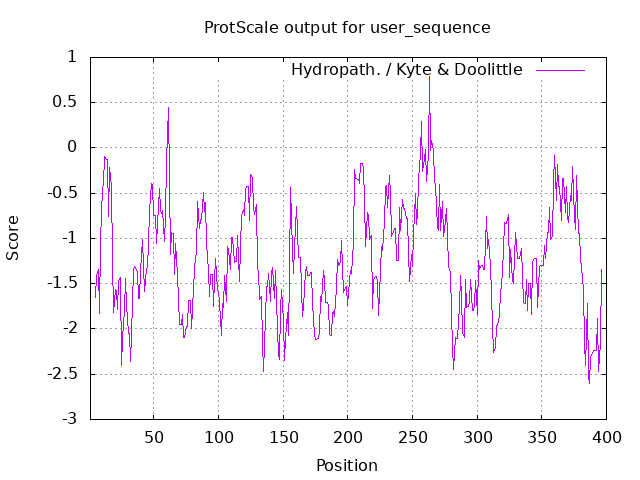 ProtScale output for user_sequence
Hydropath. / Kyte & Doolittle
1
0.5
0
-0.5
-1
-1.5
-2
-2.5
-3
Score
50 100 150 200 250 300 350 400
Position